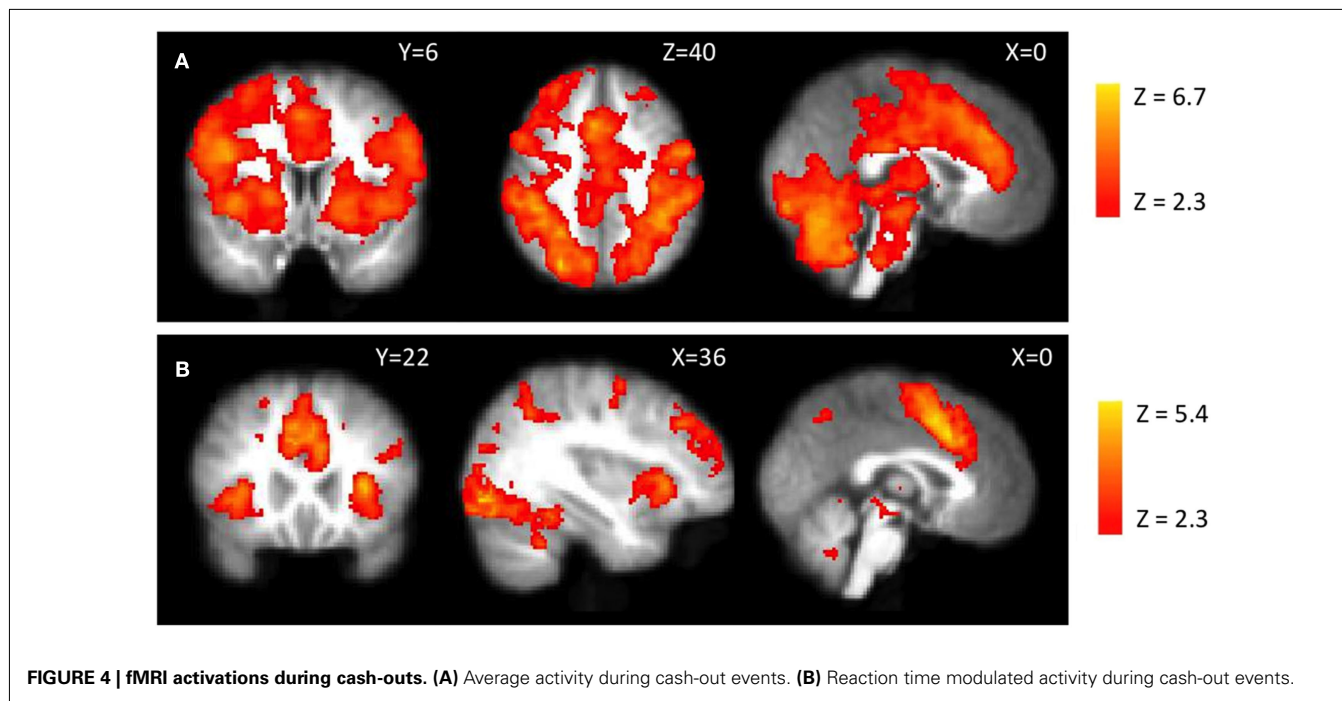 A
Y=6
Z=40
X=0
Z = 6.7
Z = 2.3
B
Y=22
X=36
X=0
Z = 5.4
Z = 2.3
FIGURE 4 | fMRI activations during cash-outs. (A) Average activity during cash-out events. (B) Reaction time modulated activity during cash-out events.